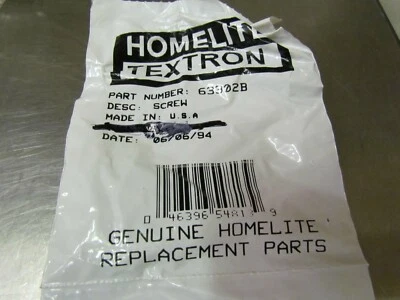 HOMELITE
TEXTRON
PART NUMBER: 63302B
DESC: SCREW
MADE IN: U.S.A
DATE: 06/06/94
0 46396 54813 9
GENUINE HOMELITE
REPLACEMENT PARTS